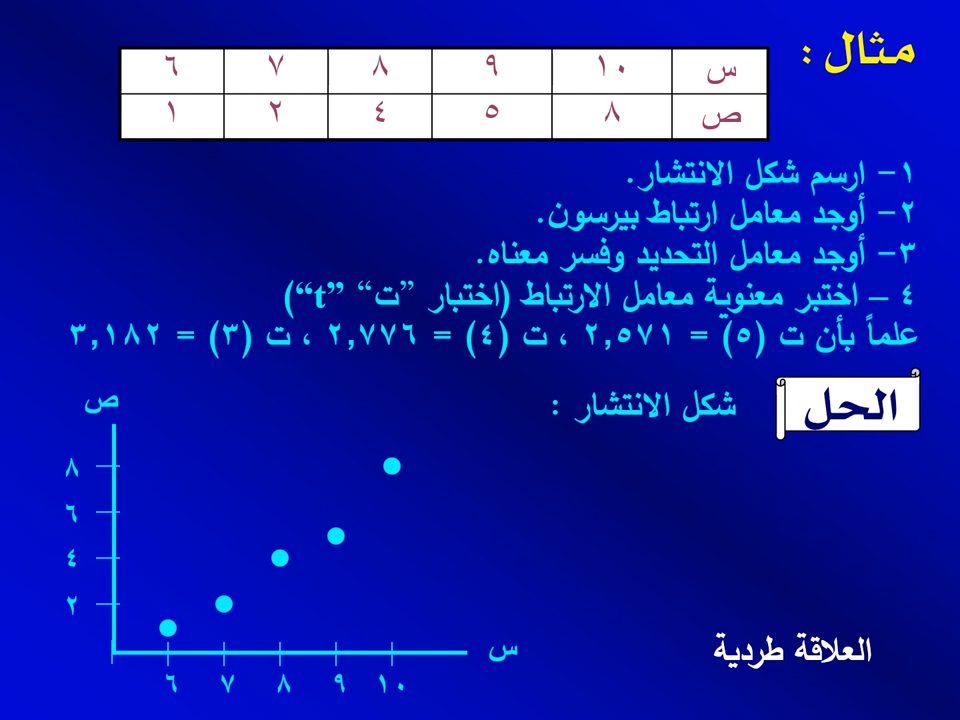 مثال :
س ١٠ ٩ ٨ ٧ ٦
ص ٨ ٥ ٤ ٢ ١
١- ارسم شكل الانتشار.
٢- أوجد معامل ارتباط بيرسون.
٣- أوجد معامل التحديد وفسر معناه.
٤ – اختبر معنوية معامل الارتباط (اختبار ”ت“ “t”)
علماً بأن ت (٥) = ٢,٥٧١ ، ت (٤) = ٢,٧٧٦ ، ت (٣) = ٣,١٨٢
الحل
شكل الانتشار :
ص
٨
٦
٤
٢
س
٦ ٧ ٨ ٩ ١٠
العلاقة طردية